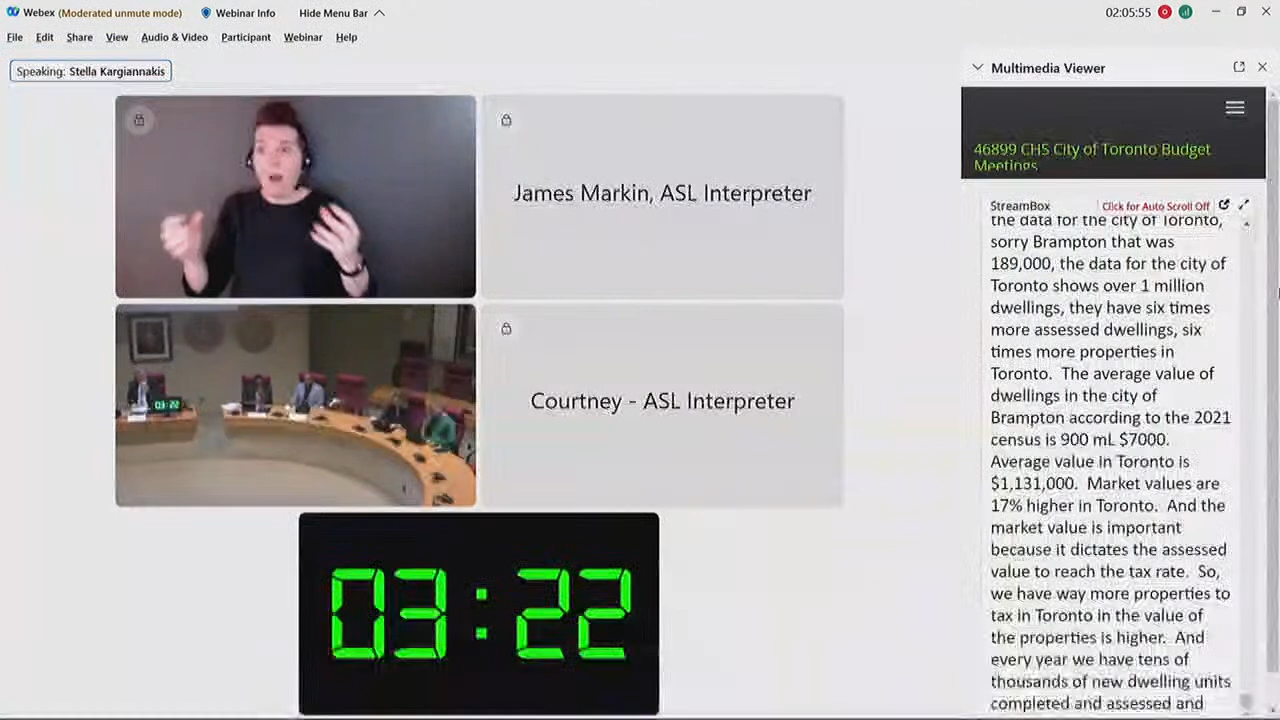 Webex (Moderated unmute mode) Webinar Info Hide Menu Bar 02:05:55
File Edit Share View Audio & Video Participant Webinar Help
Speaking: Stella Kargiannakis
James Markin, ASL Interpreter
03:22
Courtney - ASL Interpreter
03:22
Multimedia Viewer
46899 CHS City of Toronto Budget
Meetings
StreamBox Click for Auto Scroll Off
the data for the city of Toronto,
sorry Brampton that was
189,000, the data for the city of
Toronto shows over 1 million
dwellings, they have six times
more assessed dwellings, six
times more properties in
Toronto. The average value of
dwellings in the city of
Brampton according to the 2021
census is 900 mL $7000.
Average value in Toronto is
$1,131,000. Market values are
17% higher in Toronto. And the
market value is important
because it dictates the assessed
value to reach the tax rate. So,
we have way more properties to
tax in Toronto in the value of
the properties is higher. And
every year we have tens of
thousands of new dwelling units
completed and assessed and